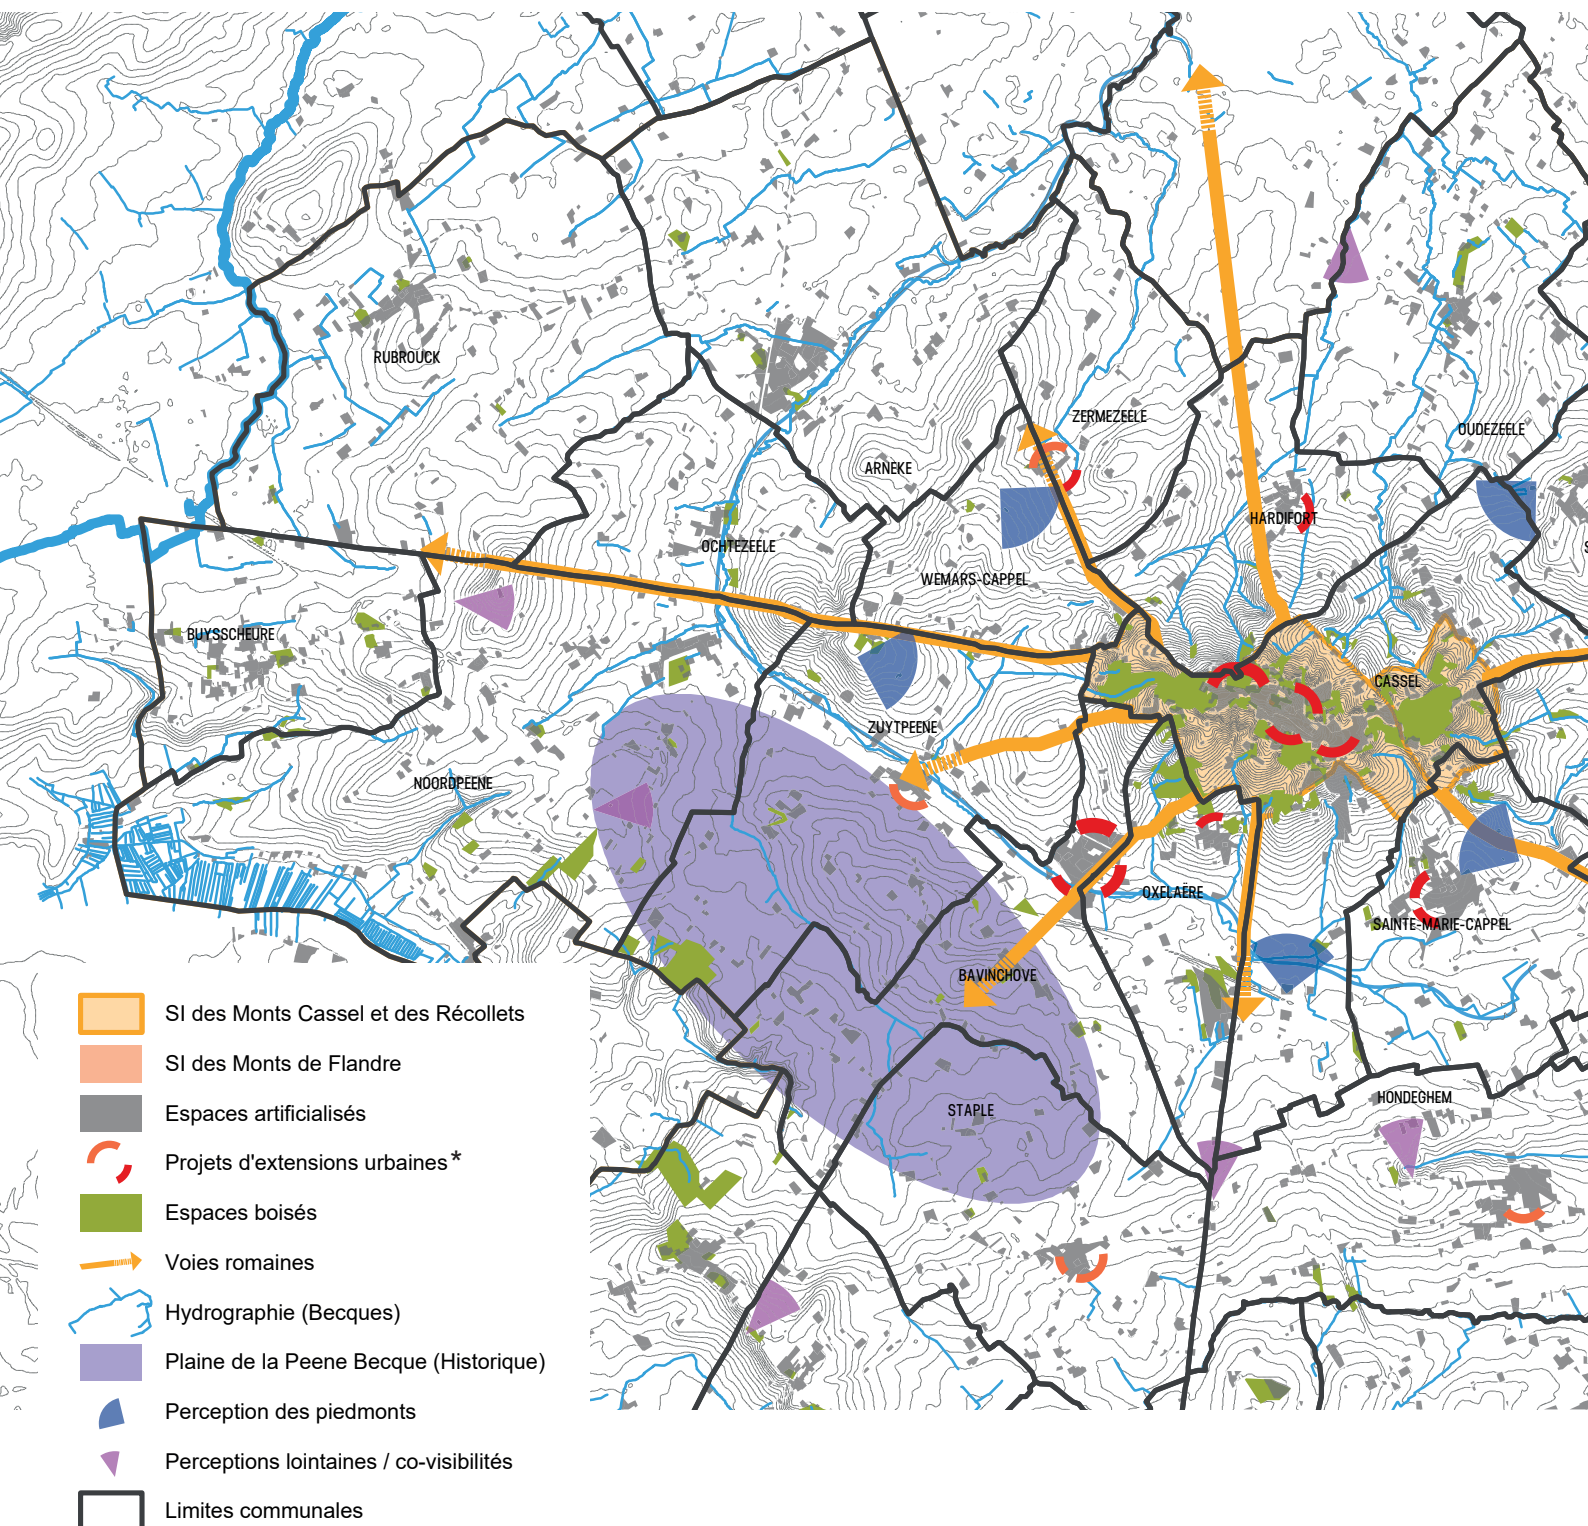 RUBROUCK
ZERMEZEELE
OUDEZEELE
ARNEKE
HARDIFORT
OCHTEZEELE
WEMARS-CAPPEL
BUYSSCHEURE
CASSEL
ZUYTPEENE
NOORDPEENE
OXELAËRE
SAINTE-MARIE-CAPPEL
BAVINCHOVE
STAPLE
HONDEGHEM
SI des Monts Cassel et des Récollets
SI des Monts de Flandre
Espaces artificialisés
Projets d'extensions urbaines*
Espaces boisés
Voies romaines
Hydrographie (Becques)
Plaine de la Peene Becque (Historique)
Perception des piedmonts
Perceptions lointaines / co-visibilités
Limites communales